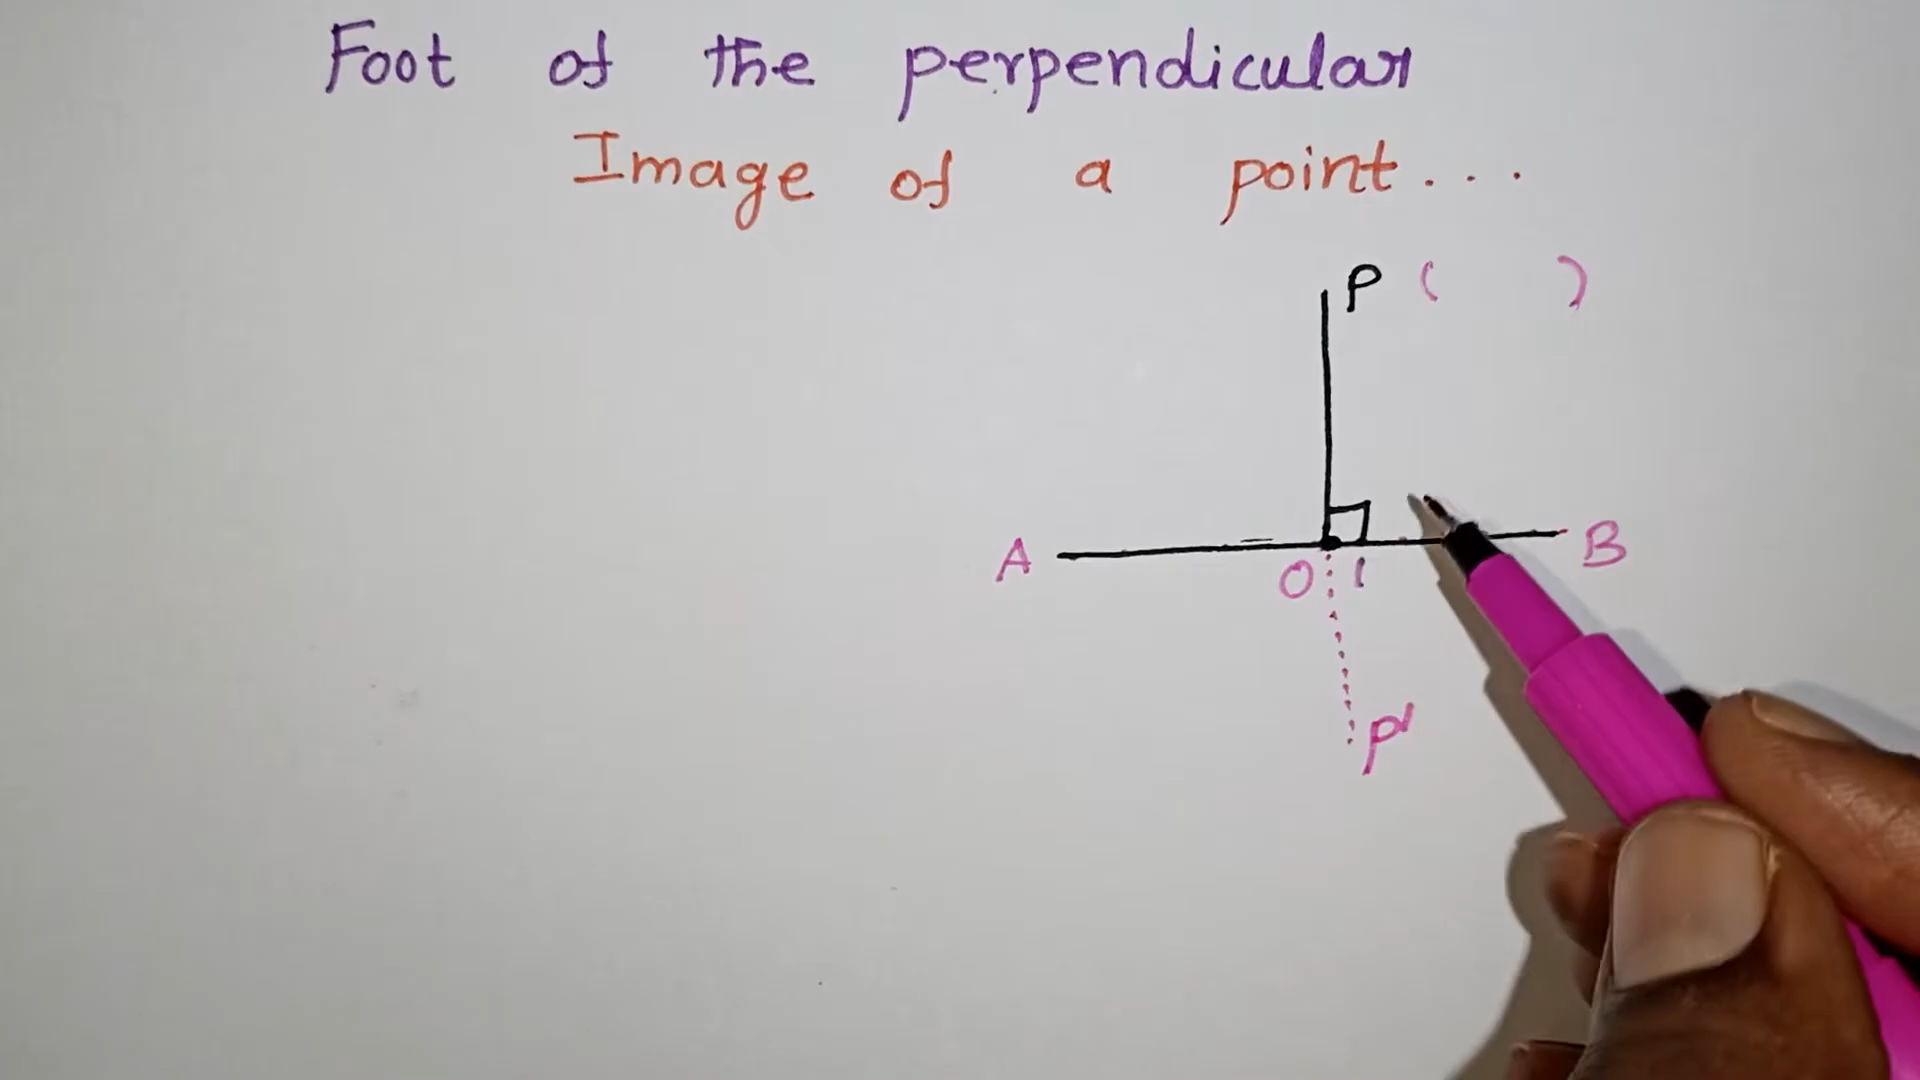 Foot of the perpendicular
Image of a point...
P ( )
A B
O
P'